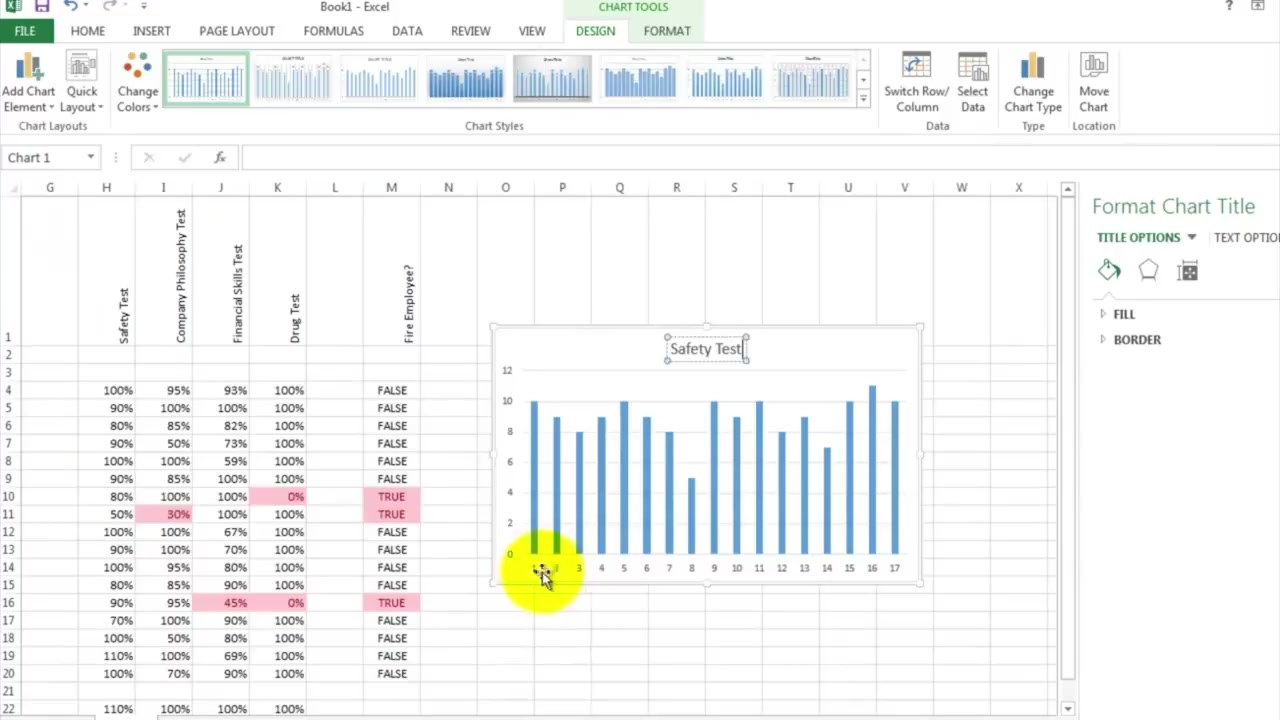 Book1 - Excel
CHART TOOLS
?
FILE HOME INSERT PAGE LAYOUT FORMULAS DATA REVIEW VIEW DESIGN FORMAT
Add Chart Element
Quick Layout
Change Colors
Switch Row/ Column
Select Data
Change Chart Type
Move Chart
Chart Layouts Chart Styles Data Type Location
Chart 1 fx
G H I J K L M N O P Q R S T U V W X
Format Chart Title
TITLE OPTIONS TEXT OPTIO
FILL
BORDER
1 Safety Test Company Philosophy Test Financial Skills Test Drug Test Fire Employee?
2
3
4 100% 95% 93% 100% FALSE
5 90% 100% 100% 100% FALSE
6 80% 85% 82% 100% FALSE
7 90% 50% 73% 100% FALSE
8 100% 100% 59% 100% FALSE
9 90% 85% 100% 100% FALSE
10 80% 100% 100% 0% TRUE
11 50% 30% 100% 100% TRUE
12 100% 100% 67% 100% FALSE
13 90% 100% 70% 100% FALSE
14 100% 95% 80% 100% FALSE
15 80% 85% 90% 100% FALSE
16 90% 95% 45% 0% TRUE
17 70% 100% 90% 100% FALSE
18 100% 50% 80% 100% FALSE
19 110% 100% 69% 100% FALSE
20 100% 70% 90% 100% FALSE
21
22 110% 100% 100% 100%
Safety Test
12
10
8
6
4
2
0
3 4 5 6 7 8 9 10 11 12 13 14 15 16 17